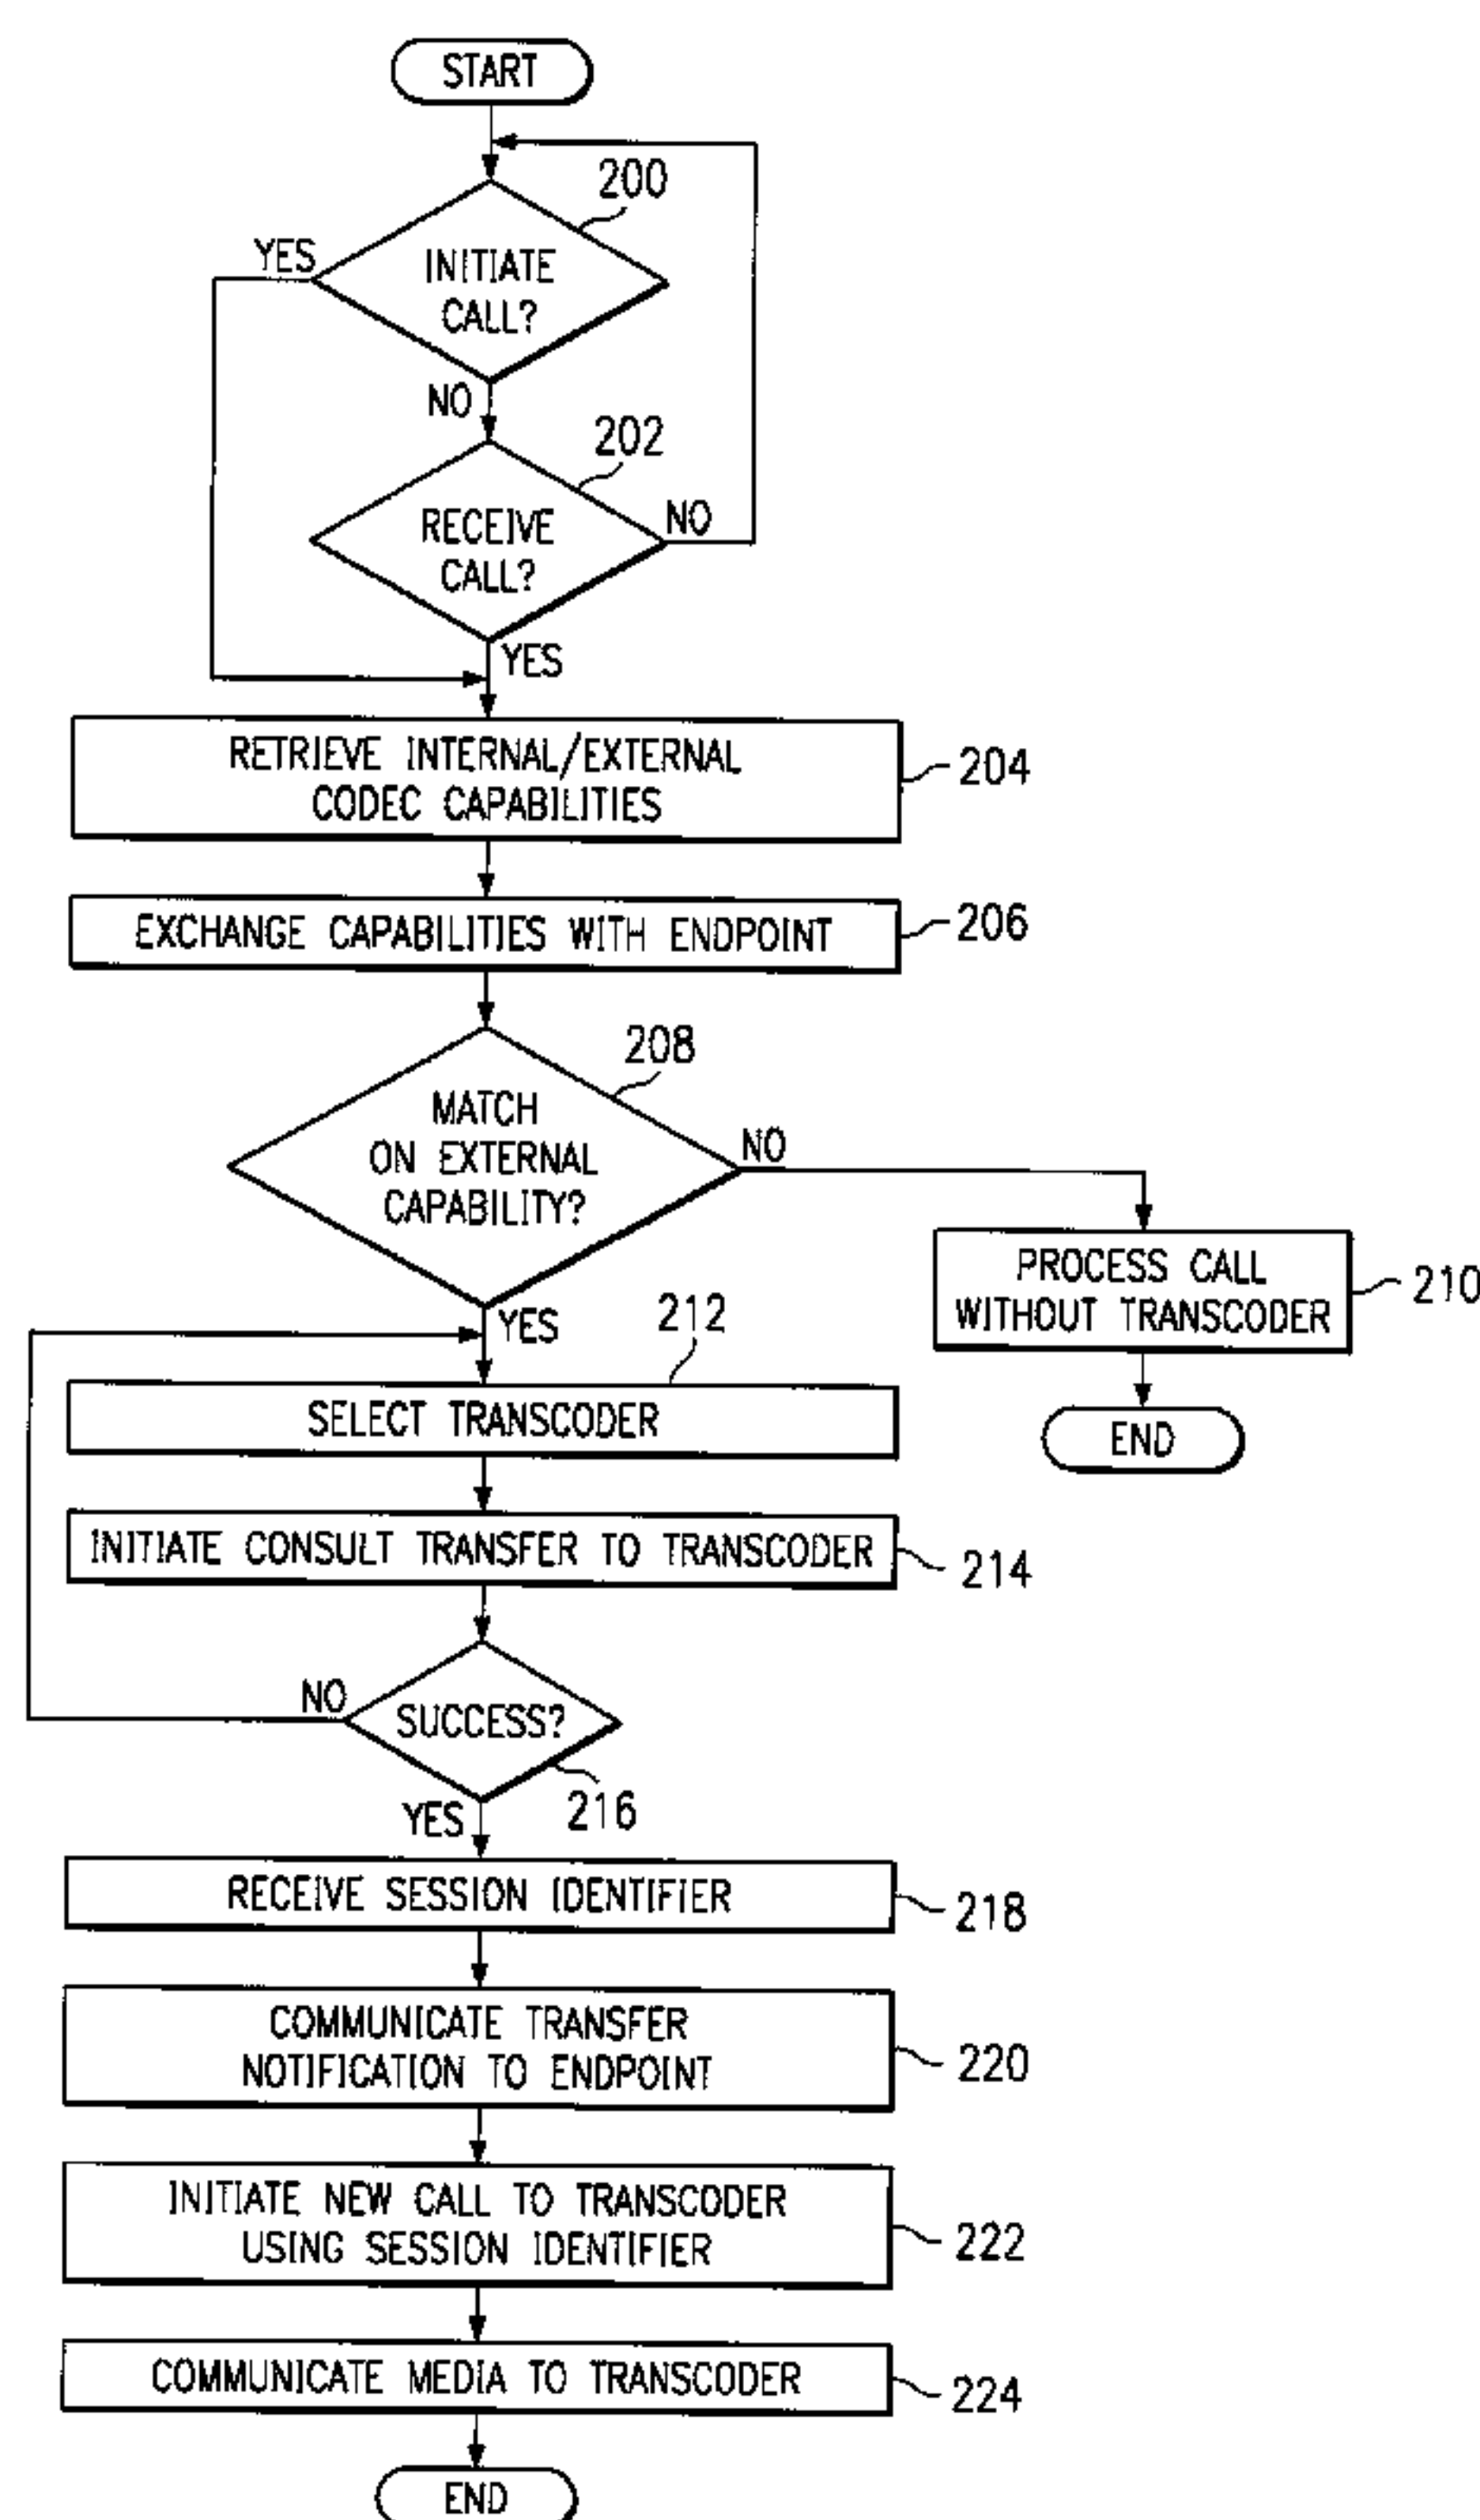 START
200
YES
INITIATE
CALL?
NO
202
RECEIVE
CALL?
NO
YES
RETRIEVE INTERNAL/EXTERNAL
CODEC CAPABILITIES
204
EXCHANGE CAPABILITIES WITH ENDPOINT
206
208
MATCH
ON EXTERNAL
CAPABILITY?
NO
PROCESS CALL
WITHOUT TRANSCODER
210
END
YES
212
SELECT TRANSCODER
INITIATE CONSULT TRANSFER TO TRANSCODER
214
NO
SUCCESS?
216
YES
RECEIVE SESSION IDENTIFIER
218
COMMUNICATE TRANSFER
NOTIFICATION TO ENDPOINT
220
INITIATE NEW CALL TO TRANSCODER
USING SESSION IDENTIFIER
222
COMMUNICATE MEDIA TO TRANSCODER
224
END